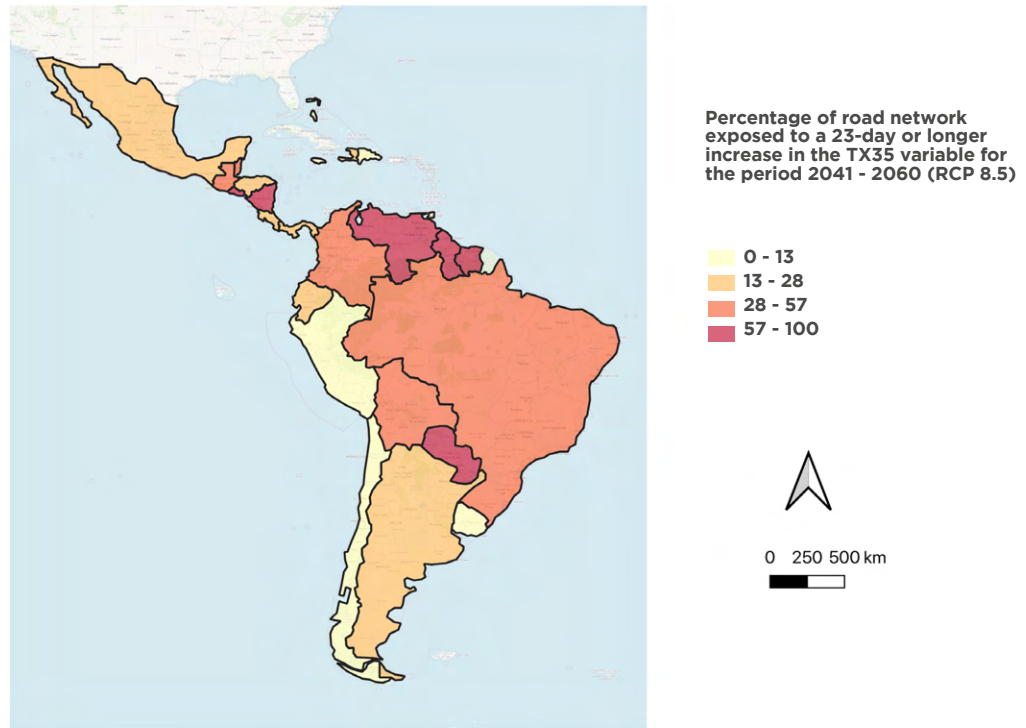 Percentage of road network
exposed to a 23-day or longer
increase in the TX35 variable for
the period 2041 - 2060 (RCP 8.5)
0 - 13
13 - 28
28 - 57
57 - 100
0 250 500 km